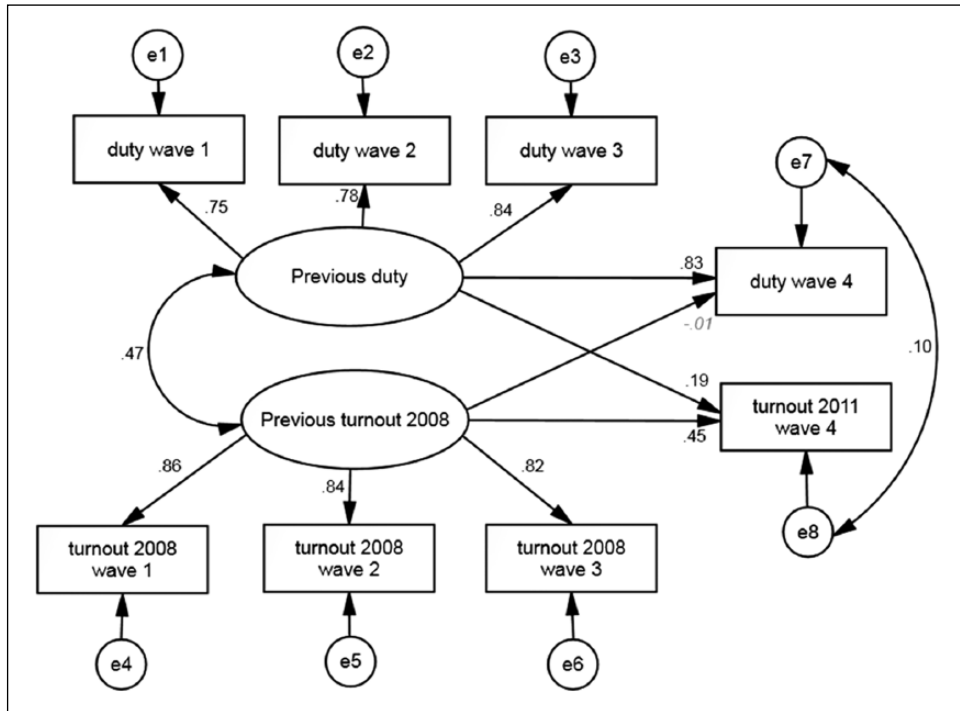 e1
e2
e3
duty wave 1
duty wave 2
duty wave 3
e7
.75
.78
.84
Previous duty
.83
duty wave 4
-.01
.47
.10
.19
Previous turnout 2008
turnout 2011
wave 4
.45
.86
.84
.82
e8
turnout 2008
wave 1
turnout 2008
wave 2
turnout 2008
wave 3
e4
e5
e6